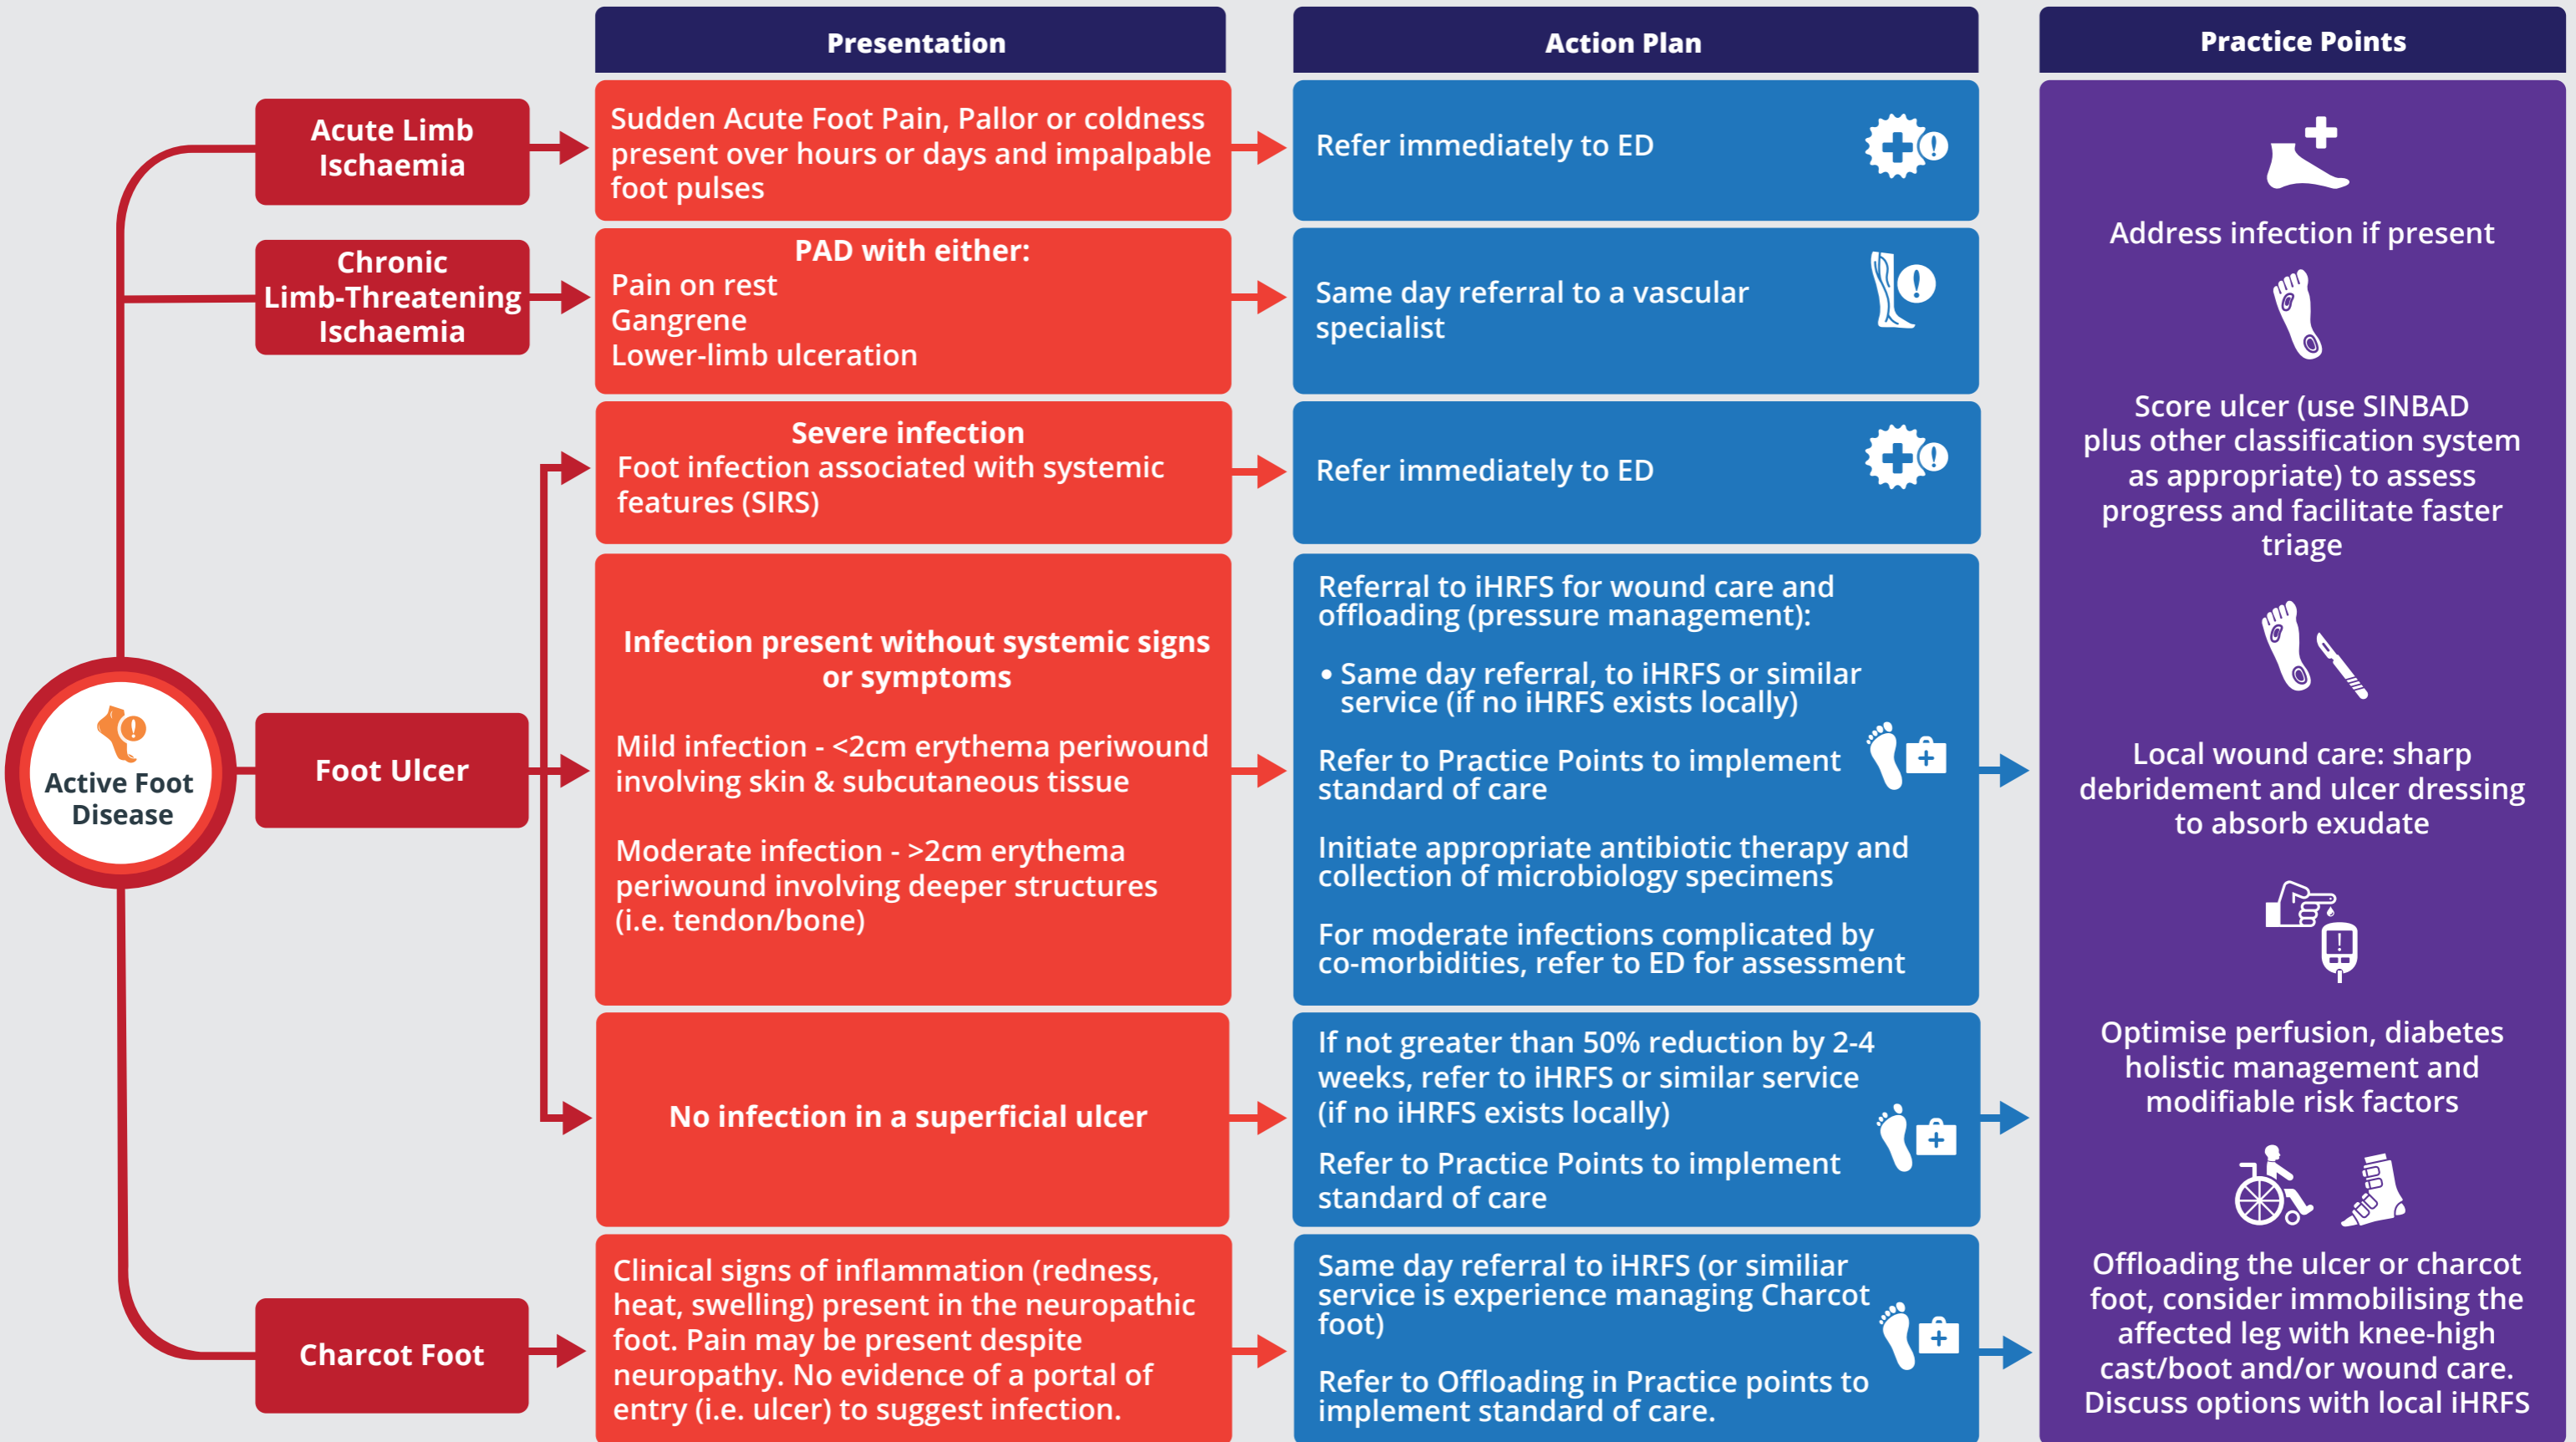 Presentation
Action Plan
Practice Points
Active Foot
Disease
Acute Limb
Ischaemia
Sudden Acute Foot Pain, Pallor or coldness
present over hours or days and impalpable
foot pulses
Refer immediately to ED
Chronic
Limb-Threatening
Ischaemia
PAD with either:
Pain on rest
Gangrene
Lower-limb ulceration
Same day referral to a vascular
specialist
Foot Ulcer
Severe infection
Foot infection associated with systemic
features (SIRS)
Refer immediately to ED
Infection present without systemic signs
or symptoms
Mild infection - <2cm erythema periwound
involving skin & subcutaneous tissue
Moderate infection - >2cm erythema
periwound involving deeper structures
(i.e. tendon/bone)
Referral to iHRFS for wound care and
offloading (pressure management):
• Same day referral, to iHRFS or similar
service (if no iHRFS exists locally)
Refer to Practice Points to implement
standard of care
Initiate appropriate antibiotic therapy and
collection of microbiology specimens
For moderate infections complicated by
co-morbidities, refer to ED for assessment
No infection in a superficial ulcer
If not greater than 50% reduction by 2-4
weeks, refer to iHRFS or similar service
(if no iHRFS exists locally)
Refer to Practice Points to implement
standard of care
Charcot Foot
Clinical signs of inflammation (redness,
heat, swelling) present in the neuropathic
foot. Pain may be present despite
neuropathy. No evidence of a portal of
entry (i.e. ulcer) to suggest infection.
Same day referral to iHRFS (or similiar
service is experience managing Charcot
foot)
Refer to Offloading in Practice points to
implement standard of care.
Address infection if present
Score ulcer (use SINBAD
plus other classification system
as appropriate) to assess
progress and facilitate faster
triage
Local wound care: sharp
debridement and ulcer dressing
to absorb exudate
Optimise perfusion, diabetes
holistic management and
modifiable risk factors
Offloading the ulcer or charcot
foot, consider immobilising the
affected leg with knee-high
cast/boot and/or wound care.
Discuss options with local iHRFS